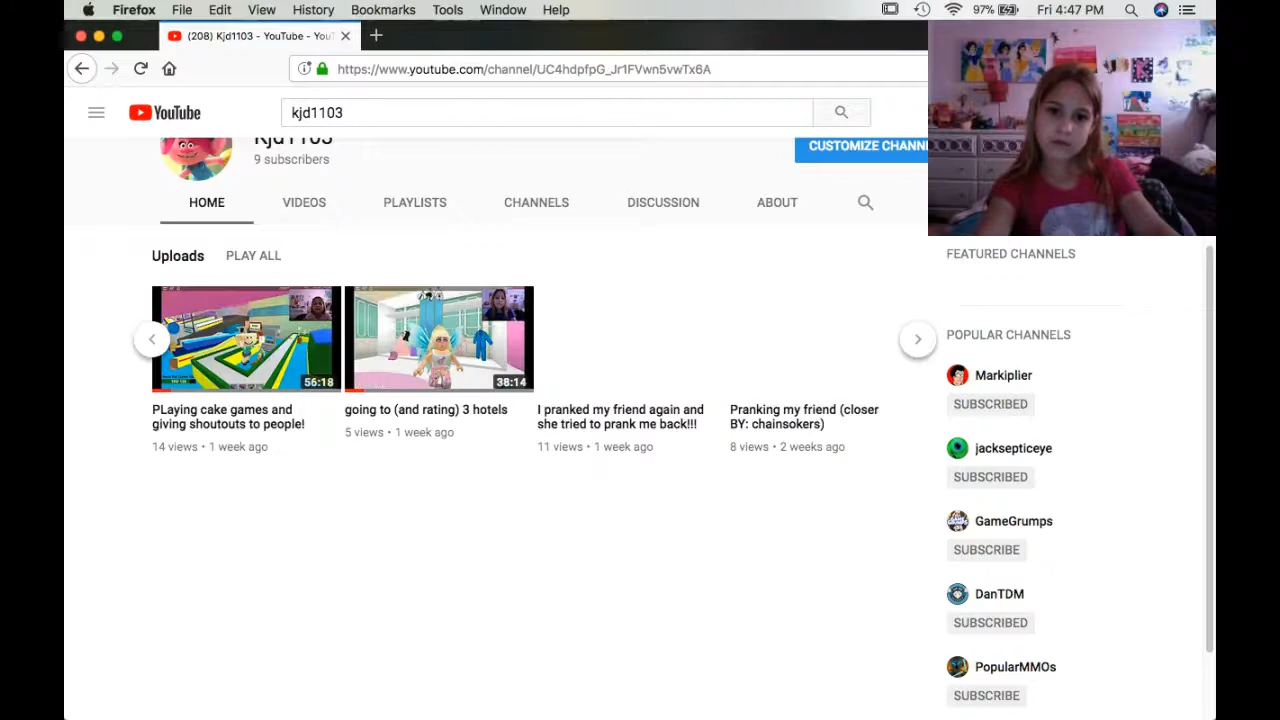 Firefox File Edit View History Bookmarks Tools Window Help 97% Fri 4:47 PM
(208) Kjd1103 - YouTube - You
https://www.youtube.com/channel/UC4hdpfpG_Jr1FVwn5vwTx6A
YouTube kjd1103
Kjd1103
9 subscribers
CUSTOMIZE CHANN
HOME VIDEOS PLAYLISTS CHANNELS DISCUSSION ABOUT
Uploads PLAY ALL
56:18
38:14
PLaying cake games and
giving shoutouts to people!
14 views • 1 week ago
going to (and rating) 3 hotels
5 views • 1 week ago
I pranked my friend again and
she tried to prank me back!!!
11 views • 1 week ago
Pranking my friend (closer
BY: chainsokers)
8 views • 2 weeks ago
FEATURED CHANNELS
POPULAR CHANNELS
Markiplier
SUBSCRIBED
jacksepticeye
SUBSCRIBED
GameGrumps
SUBSCRIBE
DanTDM
SUBSCRIBED
PopularMMOs
SUBSCRIBE